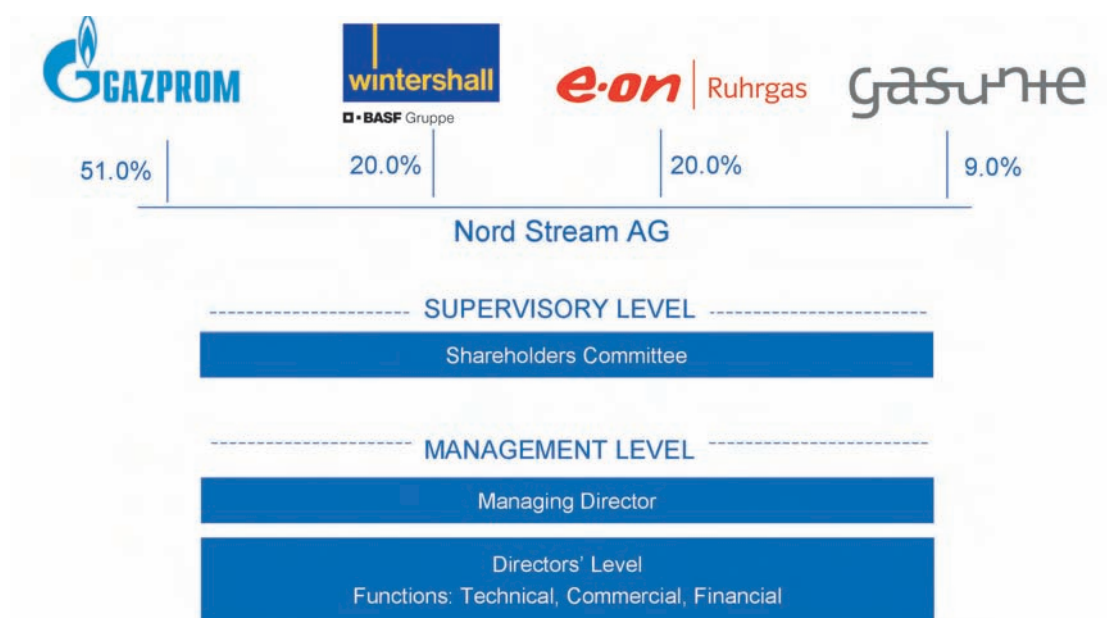 GAZPROM
wintershall
BASF Gruppe
e·on Ruhrgas
gasunie
51.0%
20.0%
20.0%
9.0%
Nord Stream AG
SUPERVISORY LEVEL
Shareholders Committee
MANAGEMENT LEVEL
Managing Director
Directors’ Level
Functions: Technical, Commercial, Financial